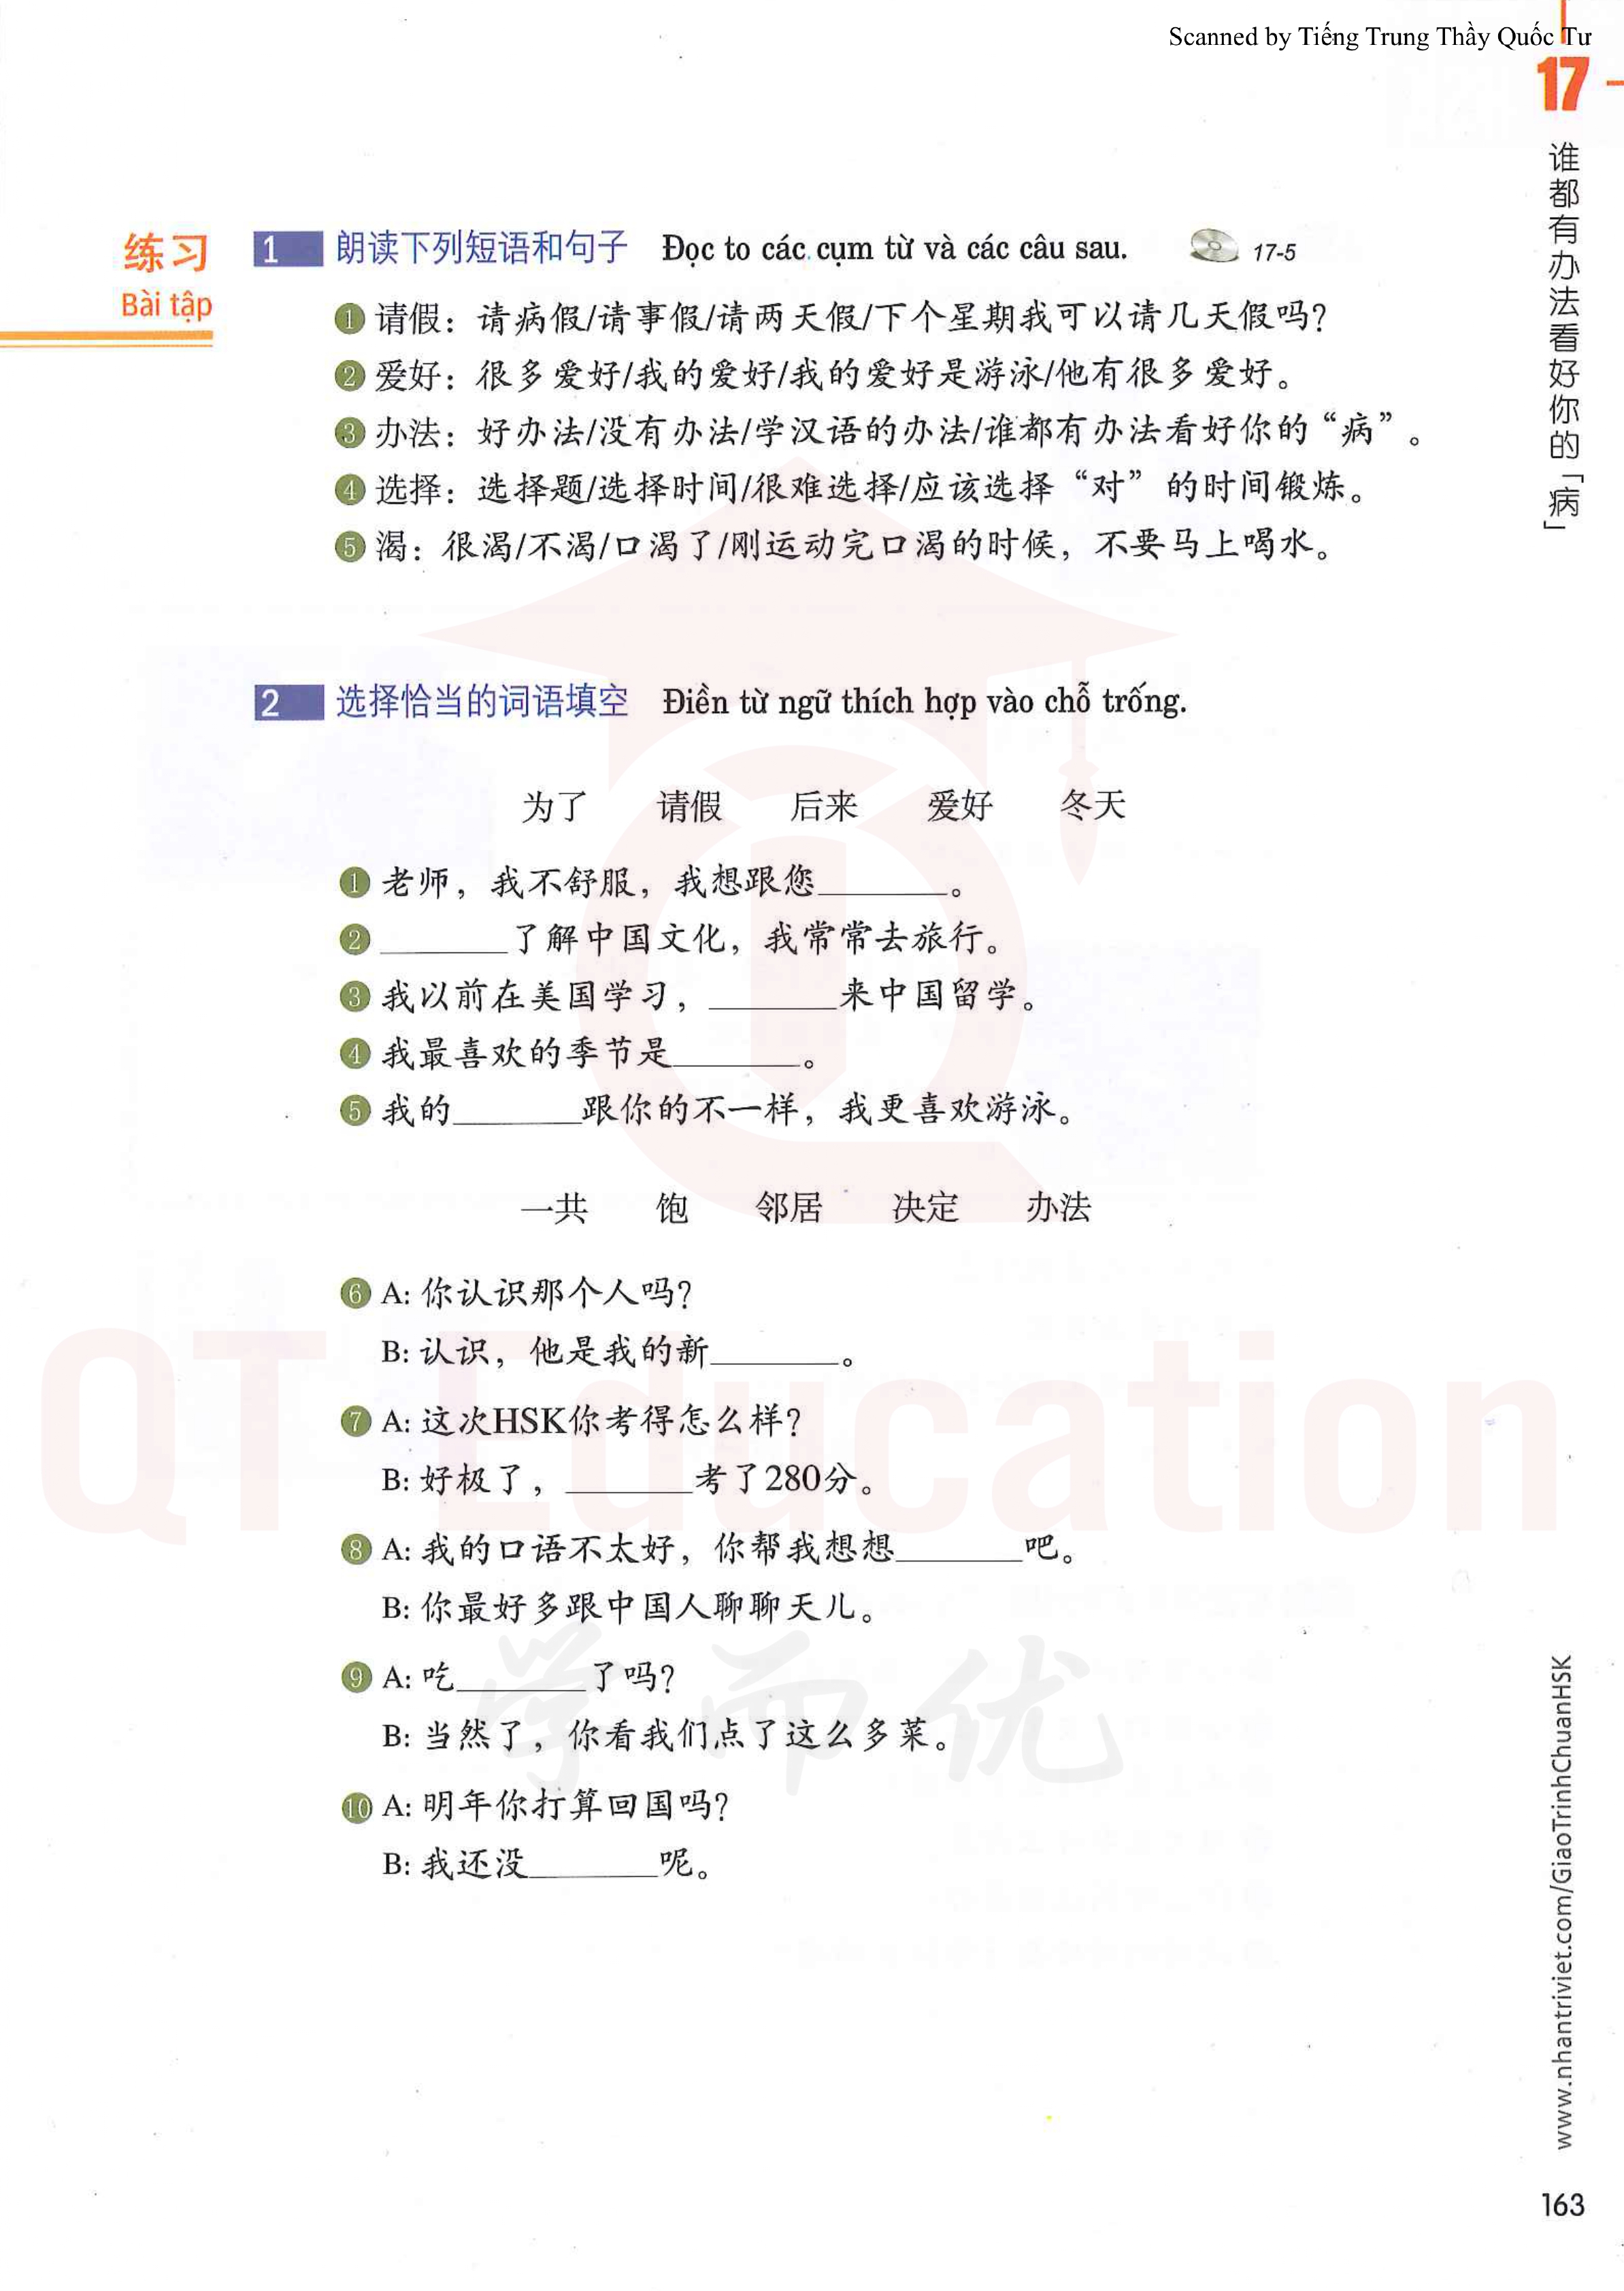 Scanned by Tiếng Trung Thầy Quốc Tư
17
谁都有办法看好你的「病」
练习
Bài tập
1 朗读下列短语和句子 Đọc to các cụm từ và các câu sau. 17-5
① 请假：请病假/请事假/请两天假/下个星期我可以请几天假吗？
② 爱好：很多爱好/我的爱好/我的爱好是游泳/他有很多爱好。
③ 办法：好办法/没有办法/学汉语的办法/谁都有办法看好你的“病”。
④ 选择：选择题/选择时间/很难选择/应该选择“对”的时间锻炼。
⑤ 渴：很渴/不渴/口渴了/刚运动完口渴的时候，不要马上喝水。
2 选择恰当的词语填空 Điền từ ngữ thích hợp vào chỗ trống.
为了 请假 后来 爱好 冬天
① 老师，我不舒服，我想跟您________。
② ________了解中国文化，我常常去旅行。
③ 我以前在美国学习，________来中国留学。
④ 我最喜欢的季节是________。
⑤ 我的________跟你的不一样，我更喜欢游泳。
一共 饱 邻居 决定 办法
⑥ A: 你认识那个人吗？
B: 认识，他是我的新________。
⑦ A: 这次HSK你考得怎么样？
B: 好极了，________考了280分。
⑧ A: 我的口语不太好，你帮我想想________吧。
B: 你最好多跟中国人聊聊天儿。
⑨ A: 吃________了吗？
B: 当然了，你看我们点了这么多菜。
⑩ A: 明年你打算回国吗？
B: 我还没________呢。
QT Education
学而优
www.nhantriviet.com/GiaoTrinhChuanHSK
163